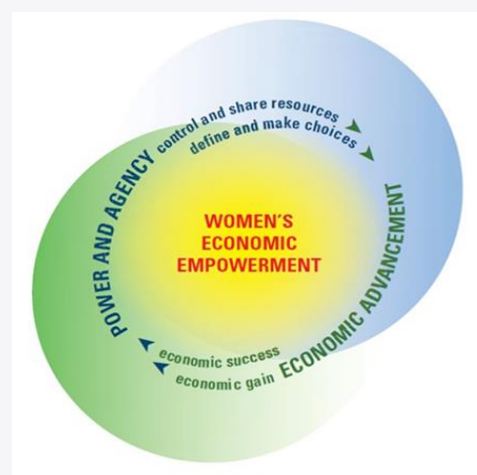 POWER AND AGENCY
control and share resources
define and make choices
WOMEN'S
ECONOMIC
EMPOWERMENT
ECONOMIC ADVANCEMENT
economic success
economic gain